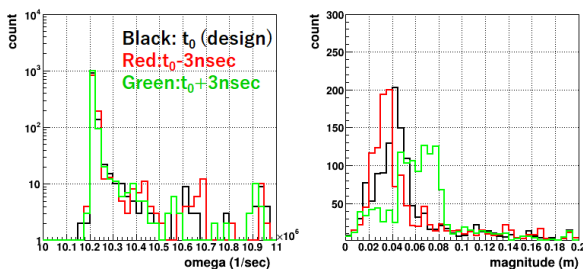 count
Black: t₀ (design)
Red:t₀-3nsec
Green:t₀+3nsec
10⁴
10³
10²
10
1
10 10.1 10.2 10.3 10.4 10.5 10.6 10.7 10.8 10.9 11
×10⁶
omega (1/sec)
count
300
250
200
150
100
50
0 0.02 0.04 0.06 0.08 0.1 0.12 0.14 0.16 0.18 0.2
magnitude (m)